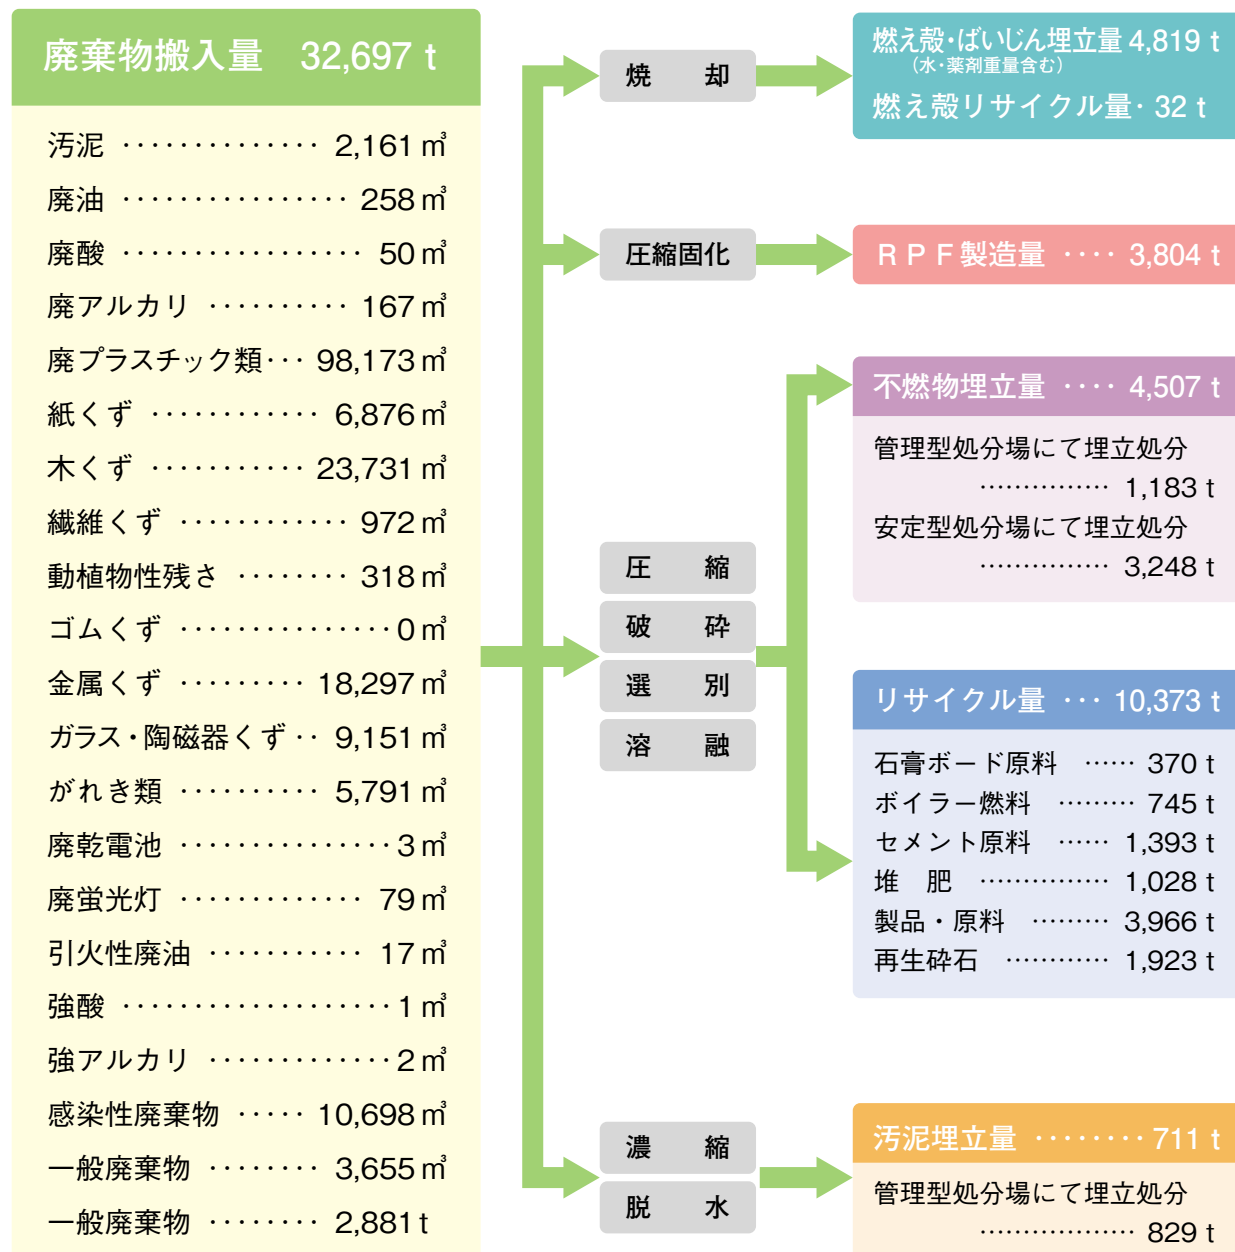 廃棄物搬入量 32,697 t
汚泥 ・・・・・・・・・・・・・・ 2,161 ㎥
廃油 ・・・・・・・・・・・・・・・・ 258 ㎥
廃酸 ・・・・・・・・・・・・・・・・・ 50 ㎥
廃アルカリ ・・・・・・・・・・ 167 ㎥
廃プラスチック類・・・ 98,173 ㎥
紙くず ・・・・・・・・・・・・ 6,876 ㎥
木くず ・・・・・・・・・・・ 23,731 ㎥
繊維くず ・・・・・・・・・・・・ 972 ㎥
動植物性残さ ・・・・・・・・ 318 ㎥
ゴムくず ・・・・・・・・・・・・・・・0 ㎥
金属くず ・・・・・・・・・ 18,297 ㎥
ガラス・陶磁器くず ・・ 9,151 ㎥
がれき類 ・・・・・・・・・・ 5,791 ㎥
廃乾電池 ・・・・・・・・・・・・・・・3 ㎥
廃蛍光灯 ・・・・・・・・・・・・・ 79 ㎥
引火性廃油 ・・・・・・・・・・・ 17 ㎥
強酸 ・・・・・・・・・・・・・・・・・・・1 ㎥
強アルカリ ・・・・・・・・・・・・・2 ㎥
感染性廃棄物 ・・・・・ 10,698 ㎥
一般廃棄物 ・・・・・・・・ 3,655 ㎥
一般廃棄物 ・・・・・・・・ 2,881 t
焼 却
燃え殻・ばいじん埋立量 4,819 t
(水・薬剤重量含む)
燃え殻リサイクル量・ 32 t
圧縮固化
RPF製造量 ・・・・ 3,804 t
圧 縮
破 砕
選 別
溶 融
不燃物埋立量 ・・・・ 4,507 t
管理型処分場にて埋立処分
…………… 1,183 t
安定型処分場にて埋立処分
…………… 3,248 t
リサイクル量 ・・・ 10,373 t
石膏ボード原料 …… 370 t
ボイラー燃料 ……… 745 t
セメント原料 …… 1,393 t
堆 肥 …………… 1,028 t
製品・原料 ……… 3,966 t
再生砕石 ………… 1,923 t
濃 縮
脱 水
汚泥埋立量 ・・・・・・・・ 711 t
管理型処分場にて埋立処分
……………… 829 t